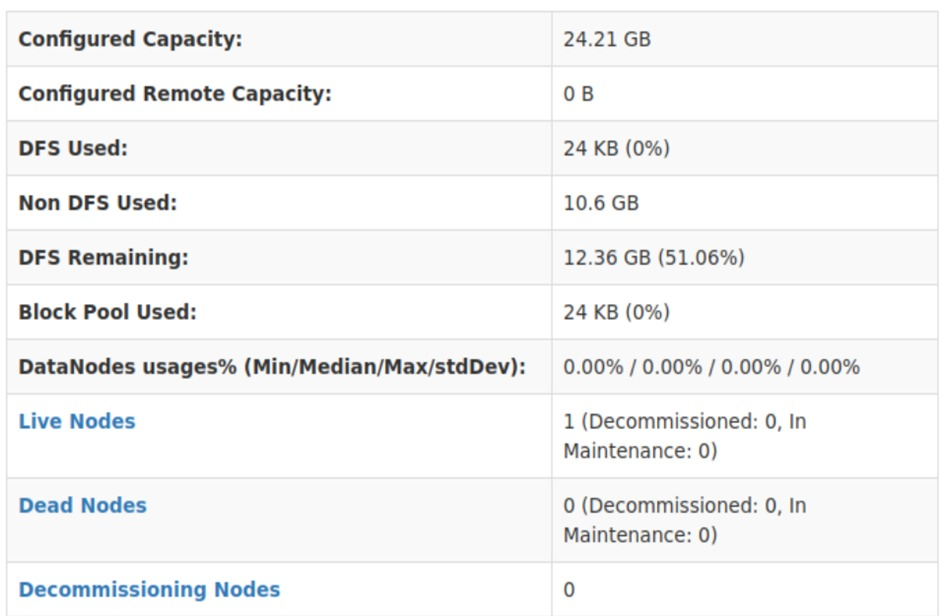 Configured Capacity: 24.21 GB
Configured Remote Capacity: 0 B
DFS Used: 24 KB (0%)
Non DFS Used: 10.6 GB
DFS Remaining: 12.36 GB (51.06%)
Block Pool Used: 24 KB (0%)
DataNodes usages% (Min/Median/Max/stdDev): 0.00% / 0.00% / 0.00% / 0.00%
Live Nodes 1 (Decommissioned: 0, In
Maintenance: 0)
Dead Nodes 0 (Decommissioned: 0, In
Maintenance: 0)
Decommissioning Nodes 0